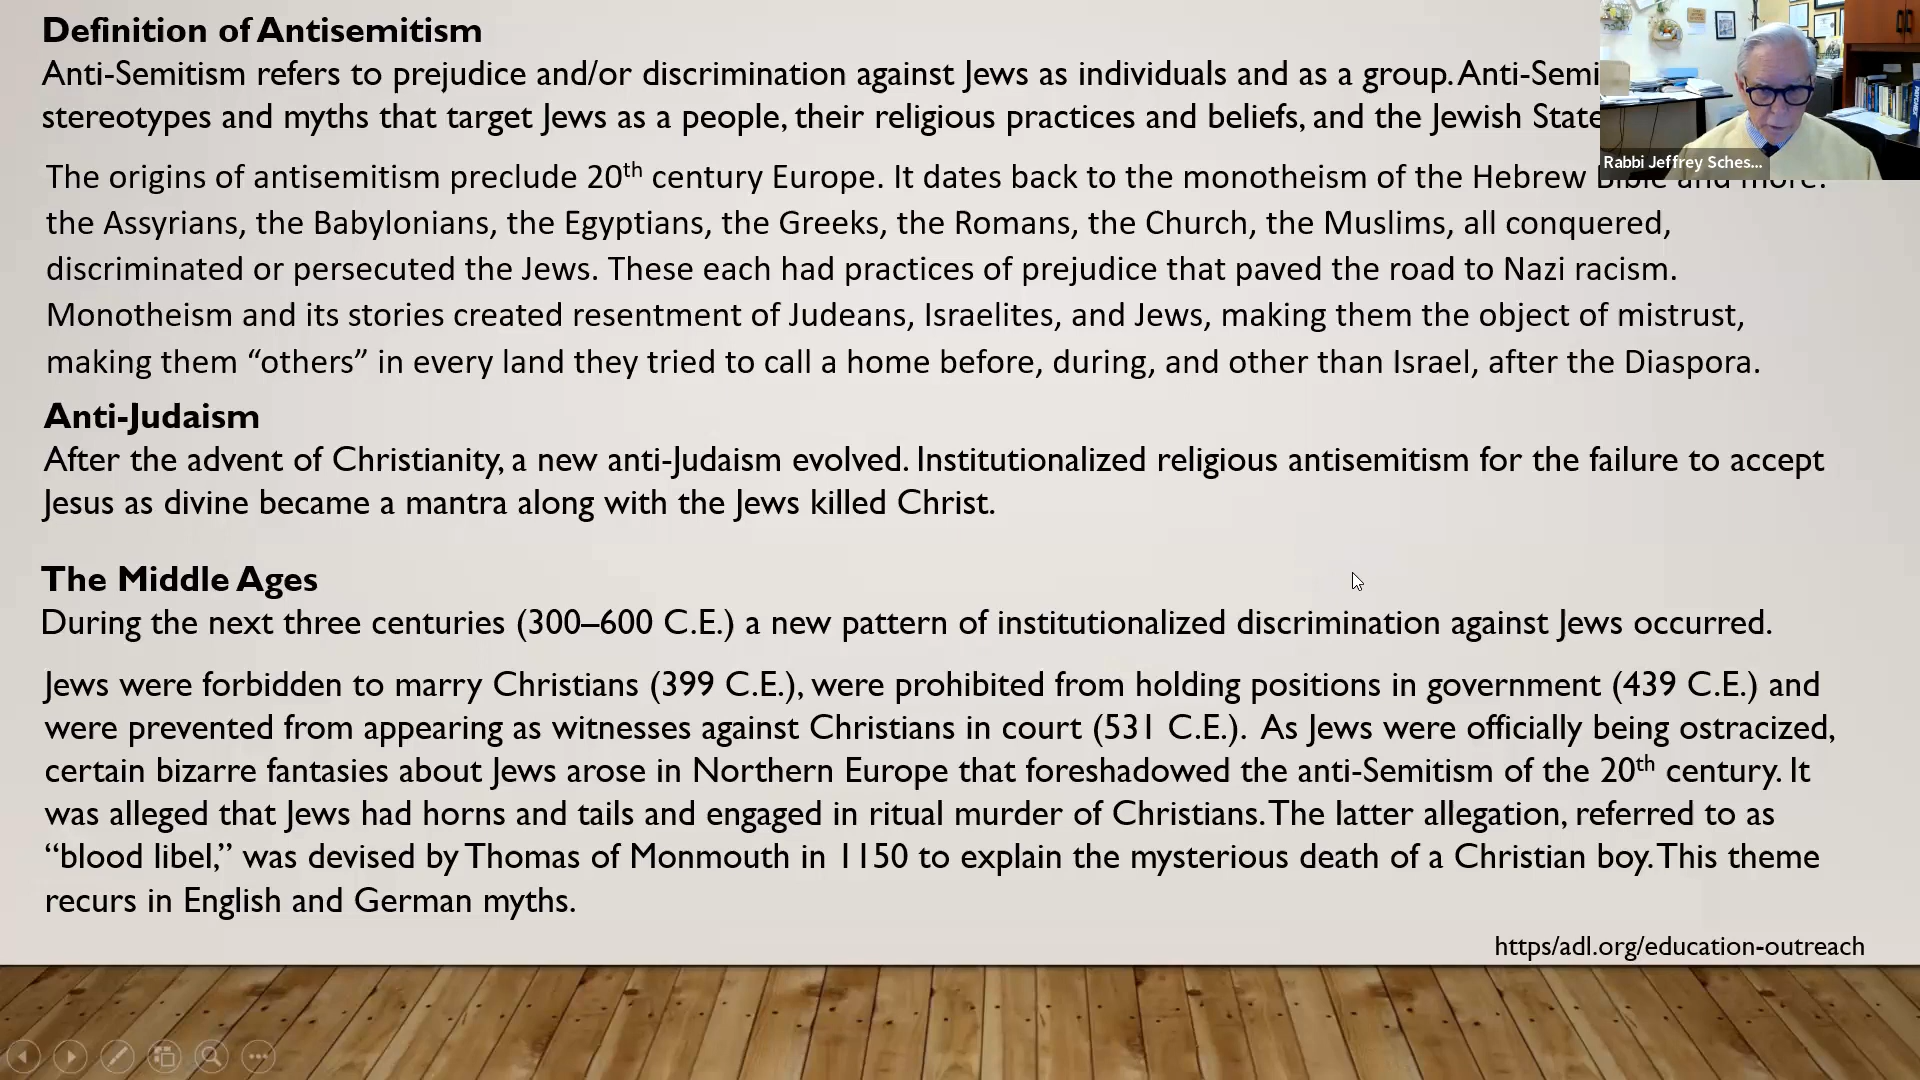 Definition of Antisemitism
Anti-Semitism refers to prejudice and/or discrimination against Jews as individuals and as a group. Anti-Semi
stereotypes and myths that target Jews as a people, their religious practices and beliefs, and the Jewish State
Rabbi Jeffrey Sches...
The origins of antisemitism preclude 20th century Europe. It dates back to the monotheism of the Hebrew Bible and more:
the Assyrians, the Babylonians, the Egyptians, the Greeks, the Romans, the Church, the Muslims, all conquered,
discriminated or persecuted the Jews. These each had practices of prejudice that paved the road to Nazi racism.
Monotheism and its stories created resentment of Judeans, Israelites, and Jews, making them the object of mistrust,
making them “others” in every land they tried to call a home before, during, and other than Israel, after the Diaspora.
Anti-Judaism
After the advent of Christianity, a new anti-Judaism evolved. Institutionalized religious antisemitism for the failure to accept
Jesus as divine became a mantra along with the Jews killed Christ.
The Middle Ages
During the next three centuries (300–600 C.E.) a new pattern of institutionalized discrimination against Jews occurred.
Jews were forbidden to marry Christians (399 C.E.), were prohibited from holding positions in government (439 C.E.) and
were prevented from appearing as witnesses against Christians in court (531 C.E.). As Jews were officially being ostracized,
certain bizarre fantasies about Jews arose in Northern Europe that foreshadowed the anti-Semitism of the 20th century. It
was alleged that Jews had horns and tails and engaged in ritual murder of Christians. The latter allegation, referred to as
“blood libel,” was devised by Thomas of Monmouth in 1150 to explain the mysterious death of a Christian boy. This theme
recurs in English and German myths.
https/adl.org/education-outreach